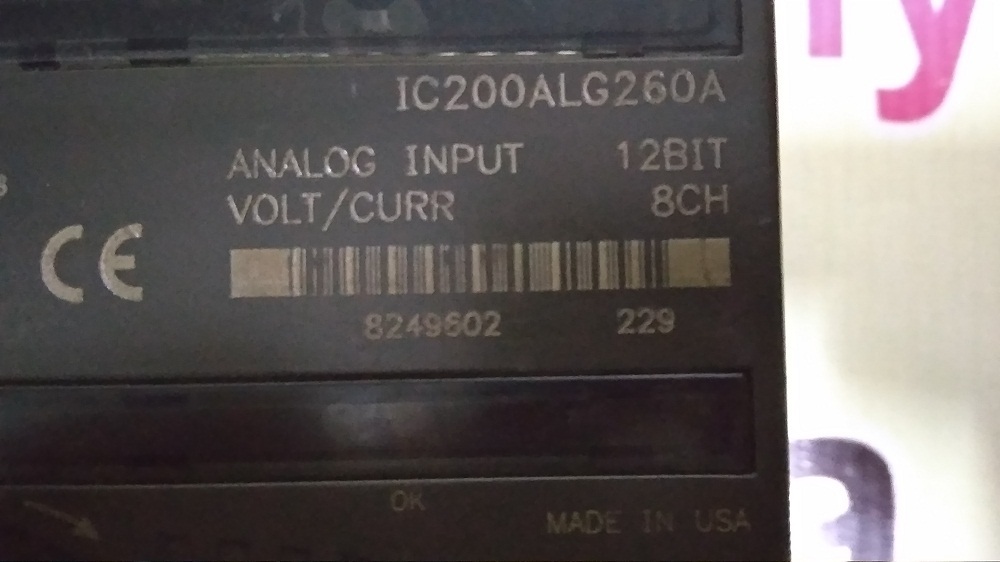 IC200ALG260A
ANALOG INPUT 12BIT
VOLT/CURR 8CH
CE
8249602 229
OK
MADE IN USA